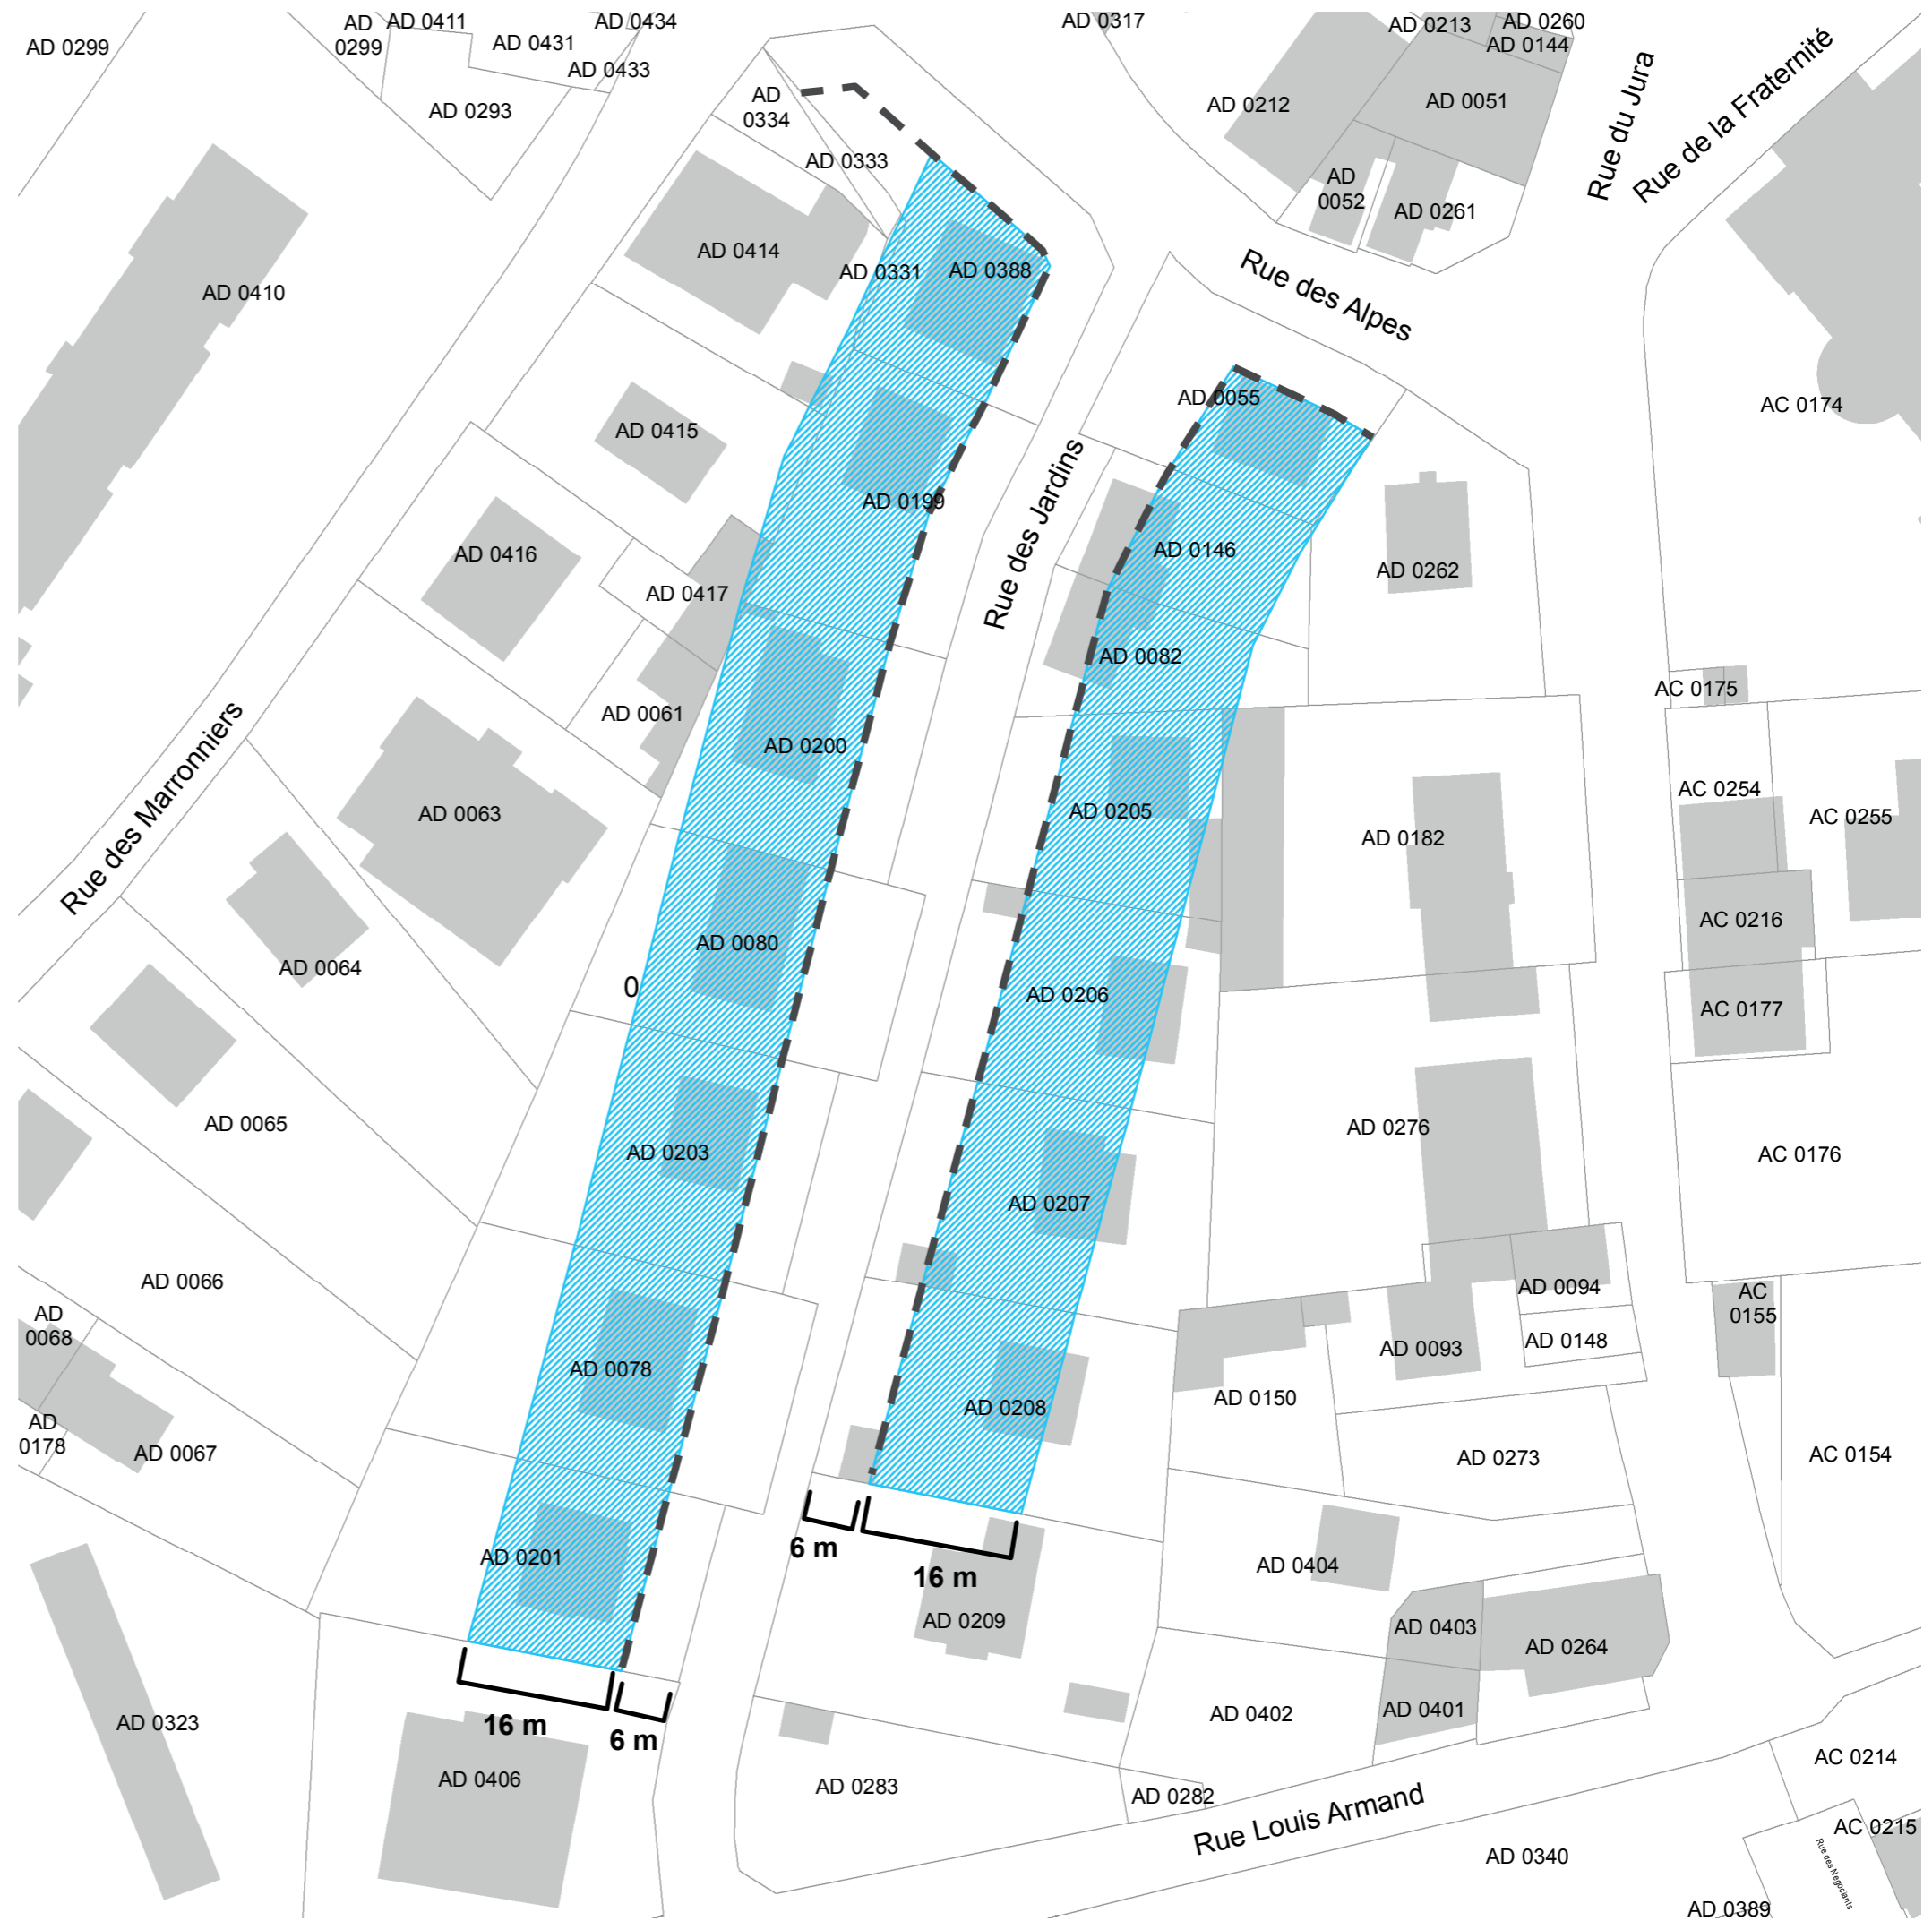 AD 0299
AD
0299
AD 0411
AD 0431
AD 0434
AD 0433
AD 0293
AD 0317
AD 0213
AD 0260
AD 0144
AD 0051
AD 0212
AD
0052
AD 0261
Rue du Jura
Rue de la Fraternité
AD
0334
AD 0333
AD 0414
AD 0331
AD 0388
AD 0410
Rue des Alpes
AD 0055
AC 0174
AD 0415
AD 0199
Rue des Jardins
AD 0146
AD 0262
AD 0416
AD 0417
AD 0082
AC 0175
AD 0061
AD 0200
Rue des Marronniers
AD 0063
AD 0205
AD 0182
AC 0254
AC 0255
AD 0080
AC 0216
AD 0064
0
AD 0206
AC 0177
AD 0065
AD 0203
AD 0276
AC 0176
AD 0207
AD 0066
AD
0068
AD 0094
AC
0155
AD 0148
AD 0093
AD 0078
AD 0150
AD 0208
AD
0178
AD 0067
AD 0273
AC 0154
6 m
16 m
AD 0201
AD 0404
AD 0209
AD 0403
AD 0264
AD 0323
16 m
6 m
AD 0402
AD 0401
AD 0406
AD 0283
AD 0282
AC 0214
Rue Louis Armand
AC 0215
AD 0340
Rue des Negociants
AD 0389